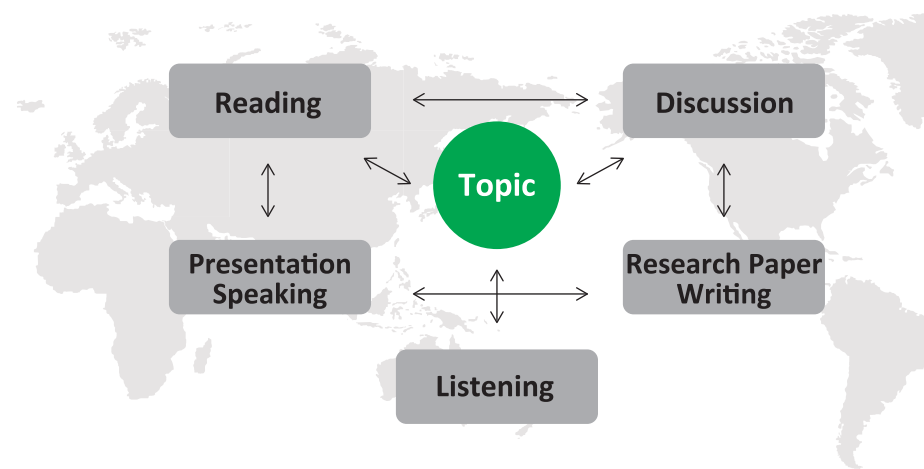 Reading
Discussion
Topic
Presentation
Speaking
Research Paper
Writing
Listening